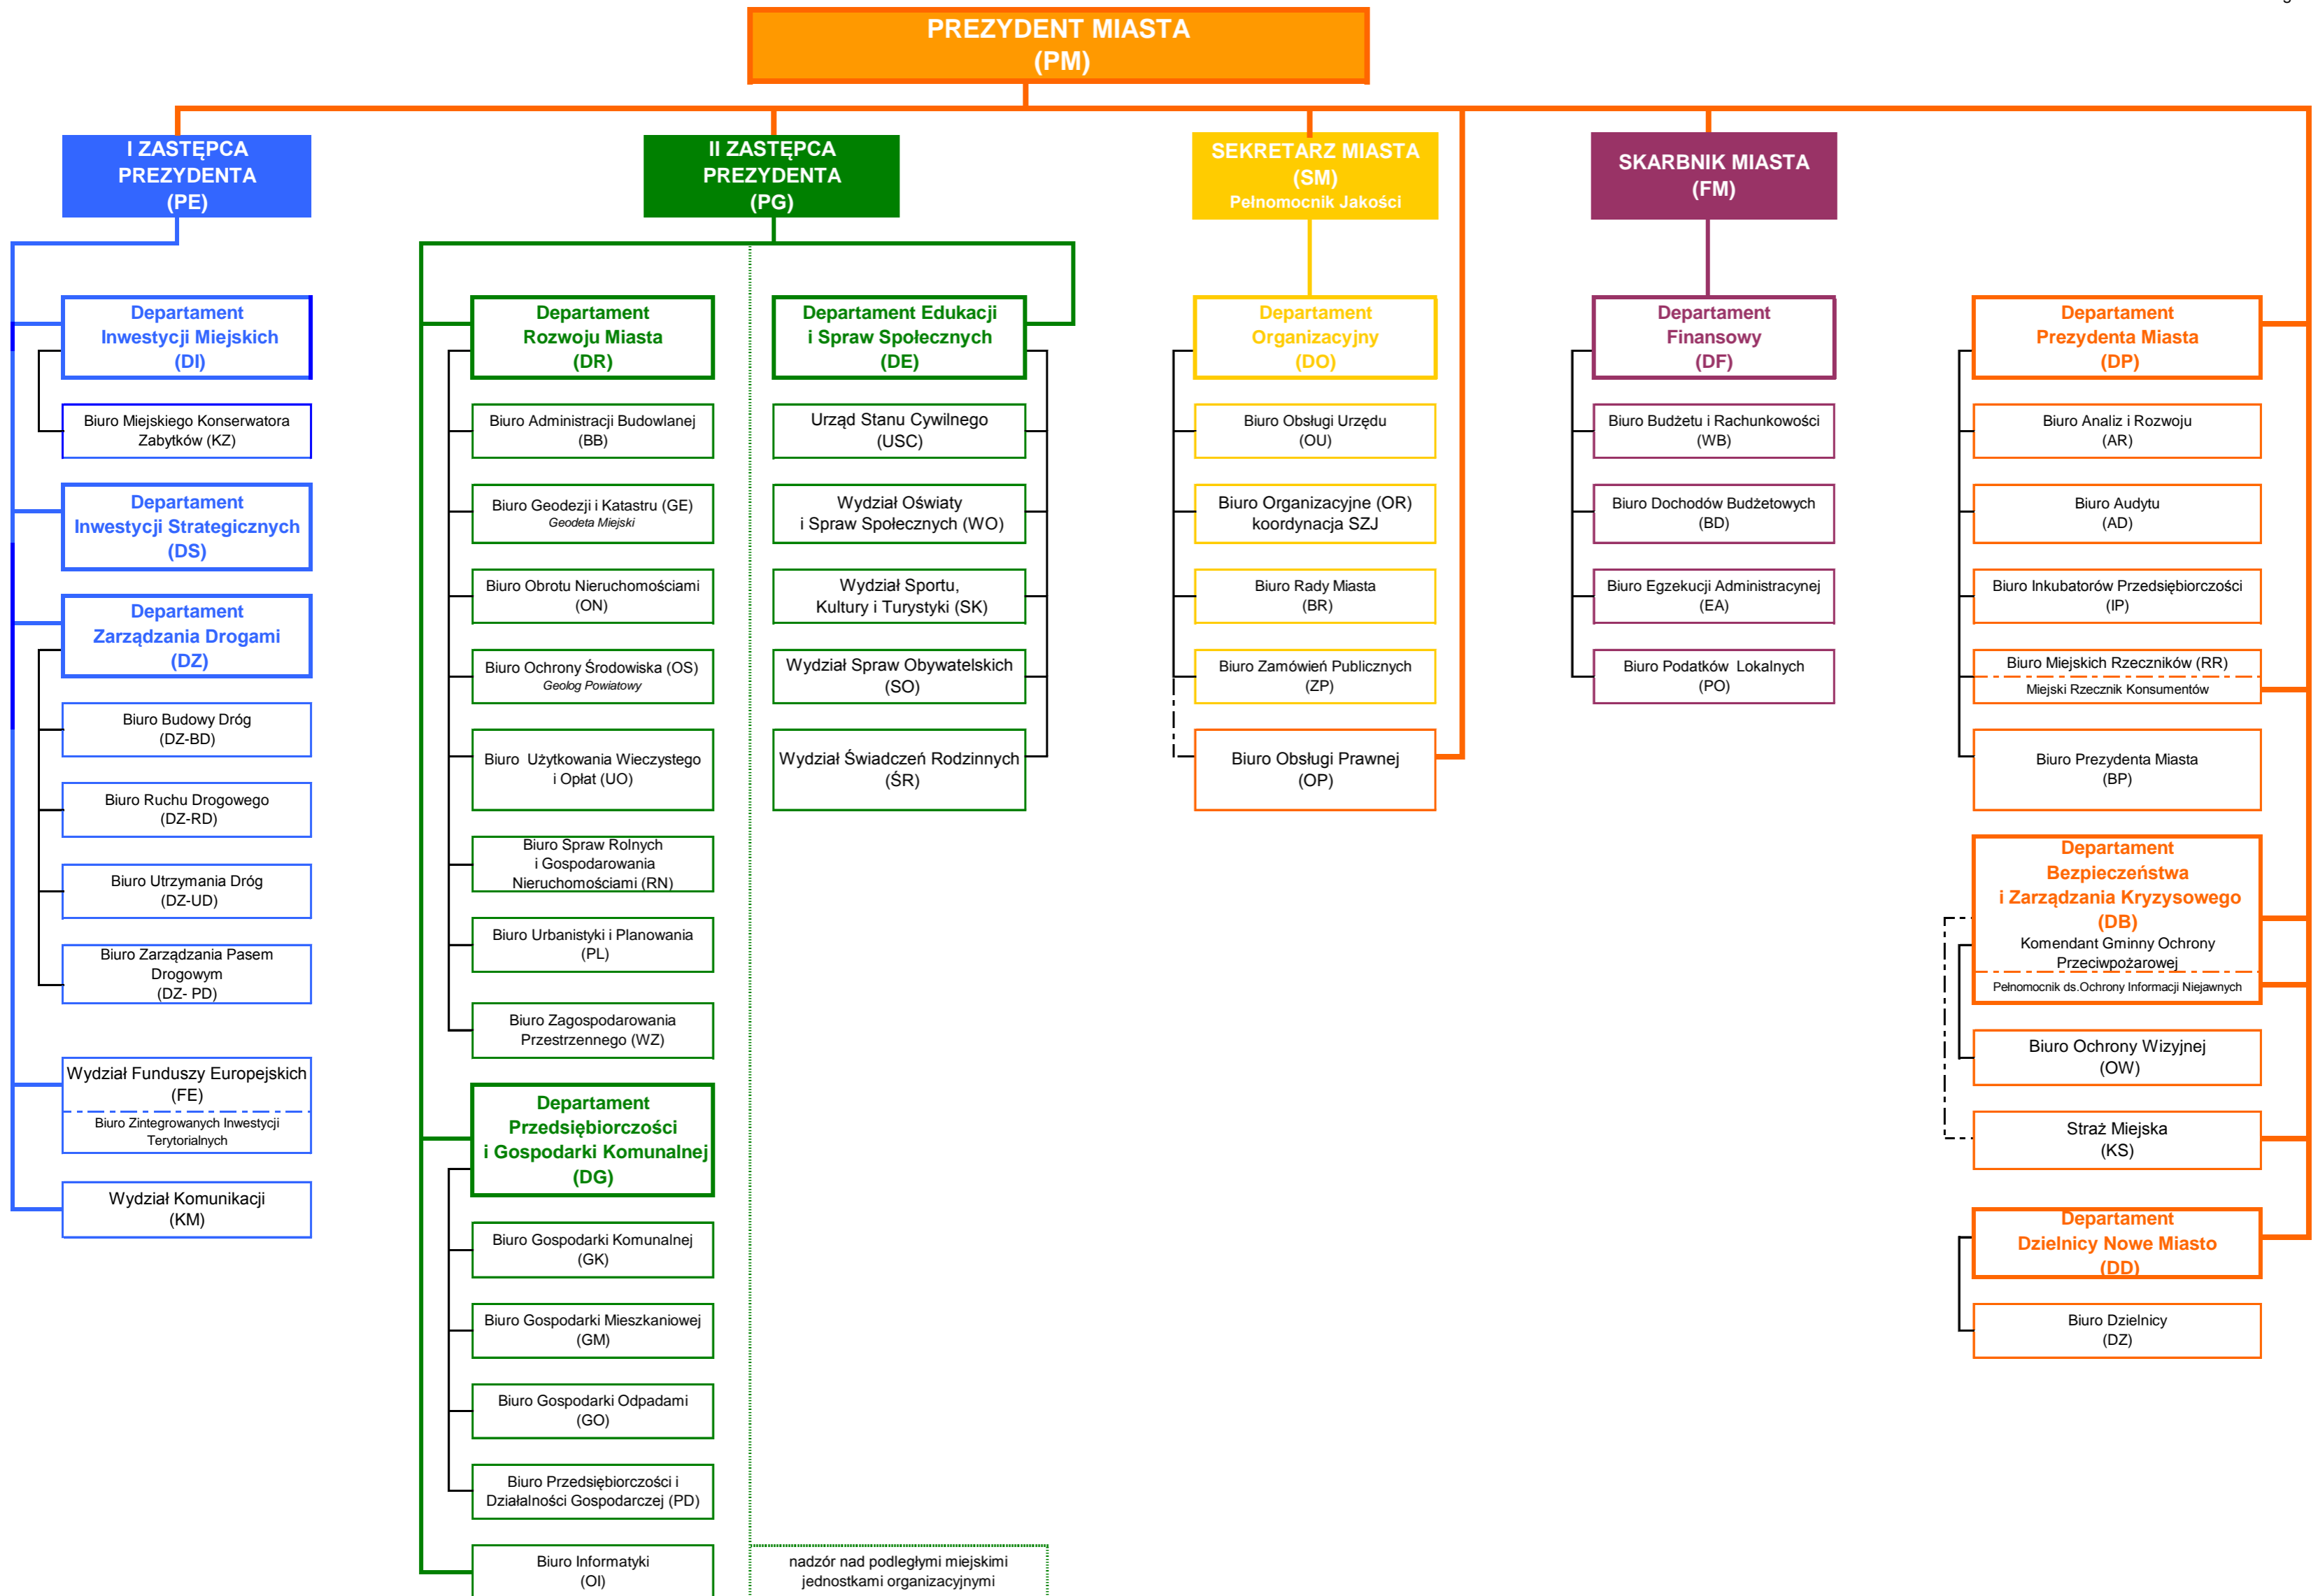 PREZYDENT MIASTA
(PM)
I ZASTĘPCA
PREZYDENTA
(PE)
II ZASTĘPCA
PREZYDENTA
(PG)
SEKRETARZ MIASTA
(SM)
Pełnomocnik Jakości
SKARBNIK MIASTA
(FM)
Departament
Inwestycji Miejskich
(DI)
Biuro Miejskiego Konserwatora
Zabytków (KZ)
Departament
Inwestycji Strategicznych
(DS)
Departament
Zarządzania Drogami
(DZ)
Biuro Budowy Dróg
(DZ-BD)
Biuro Ruchu Drogowego
(DZ-RD)
Biuro Utrzymania Dróg
(DZ-UD)
Biuro Zarządzania Pasem
Drogowym
(DZ- PD)
Wydział Funduszy Europejskich
(FE)
Biuro Zintegrowanych Inwestycji
Terytorialnych
Wydział Komunikacji
(KM)
Departament
Rozwoju Miasta
(DR)
Biuro Administracji Budowlanej
(BB)
Biuro Geodezji i Katastru (GE)
Geodeta Miejski
Biuro Obrotu Nieruchomościami
(ON)
Biuro Ochrony Środowiska (OS)
Geolog Powiatowy
Biuro Użytkowania Wieczystego
i Opłat (UO)
Biuro Spraw Rolnych
i Gospodarowania
Nieruchomościami (RN)
Biuro Urbanistyki i Planowania
(PL)
Biuro Zagospodarowania
Przestrzennego (WZ)
Departament
Przedsiębiorczości
i Gospodarki Komunalnej
(DG)
Biuro Gospodarki Komunalnej
(GK)
Biuro Gospodarki Mieszkaniowej
(GM)
Biuro Gospodarki Odpadami
(GO)
Biuro Przedsiębiorczości i
Działalności Gospodarczej (PD)
Biuro Informatyki
(OI)
Departament Edukacji
i Spraw Społecznych
(DE)
Urząd Stanu Cywilnego
(USC)
Wydział Oświaty
i Spraw Społecznych (WO)
Wydział Sportu,
Kultury i Turystyki (SK)
Wydział Spraw Obywatelskich
(SO)
Wydział Świadczeń Rodzinnych
(ŚR)
nadzór nad podległymi miejskimi
jednostkami organizacyjnymi
Departament
Organizacyjny
(DO)
Biuro Obsługi Urzędu
(OU)
Biuro Organizacyjne (OR)
koordynacja SZJ
Biuro Rady Miasta
(BR)
Biuro Zamówień Publicznych
(ZP)
Biuro Obsługi Prawnej
(OP)
Departament
Finansowy
(DF)
Biuro Budżetu i Rachunkowości
(WB)
Biuro Dochodów Budżetowych
(BD)
Biuro Egzekucji Administracynej
(EA)
Biuro Podatków Lokalnych
(PO)
Departament
Prezydenta Miasta
(DP)
Biuro Analiz i Rozwoju
(AR)
Biuro Audytu
(AD)
Biuro Inkubatorów Przedsiębiorczości
(IP)
Biuro Miejskich Rzeczników (RR)
Miejski Rzecznik Konsumentów
Biuro Prezydenta Miasta
(BP)
Departament
Bezpieczeństwa
i Zarządzania Kryzysowego
(DB)
Komendant Gminny Ochrony
Przeciwpożarowej
Pełnomocnik ds.Ochrony Informacji Niejawnych
Biuro Ochrony Wizyjnej
(OW)
Straż Miejska
(KS)
Departament
Dzielnicy Nowe Miasto
(DD)
Biuro Dzielnicy
(DZ)